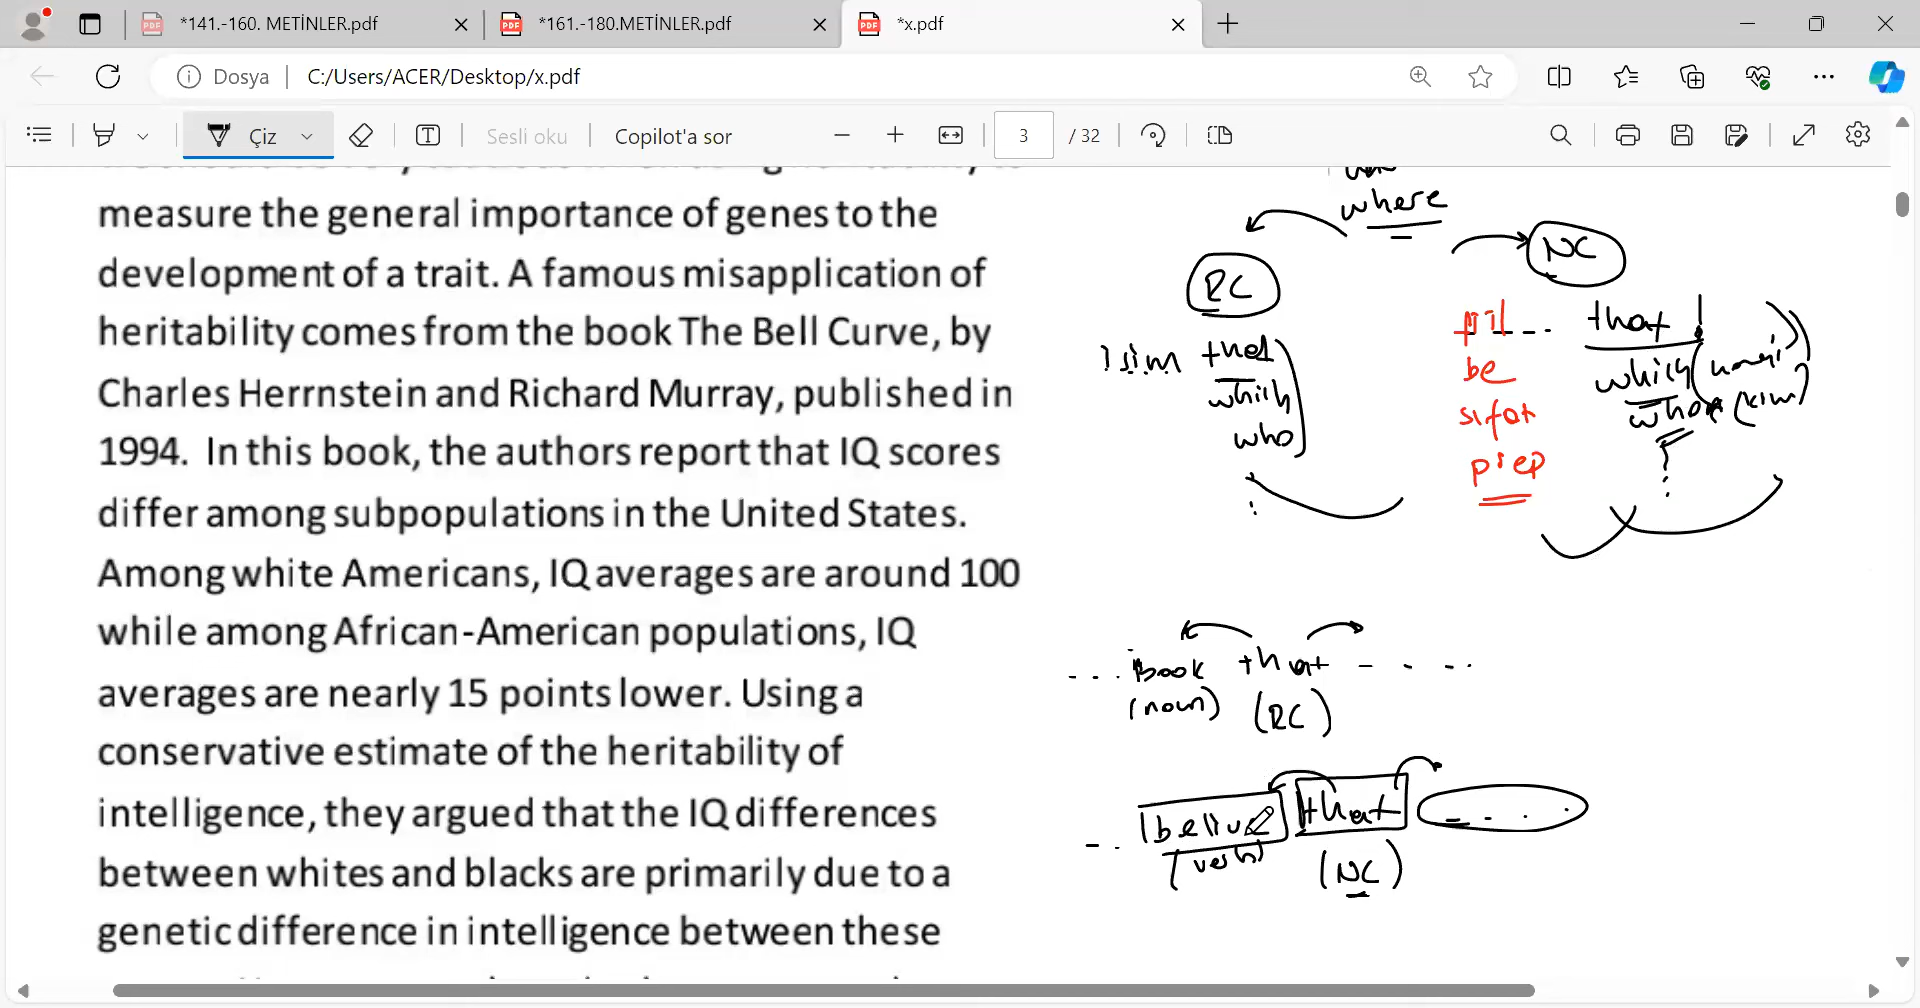 *141.-160. METİNLER.pdf
*161.-180.METİNLER.pdf
*x.pdf
Dosya
C:/Users/ACER/Desktop/x.pdf
Çiz
Sesli oku
Copilot'a sor
3
/ 32
measure the general importance of genes to the
development of a trait. A famous misapplication of
heritability comes from the book The Bell Curve, by
Charles Herrnstein and Richard Murray, published in
1994. In this book, the authors report that IQ scores
differ among subpopulations in the United States.
Among white Americans, IQ averages are around 100
while among African-American populations, IQ
averages are nearly 15 points lower. Using a
conservative estimate of the heritability of
intelligence, they argued that the IQ differences
between whites and blacks are primarily due to a
genetic difference in intelligence between these
where
RC
NC
isim that
which
who
fiil
be
sıfat
prep
that !
which (hangi)
who (kim)
... Book that - - - -
(noun) (RC)
I believe that
(verb) (NC)